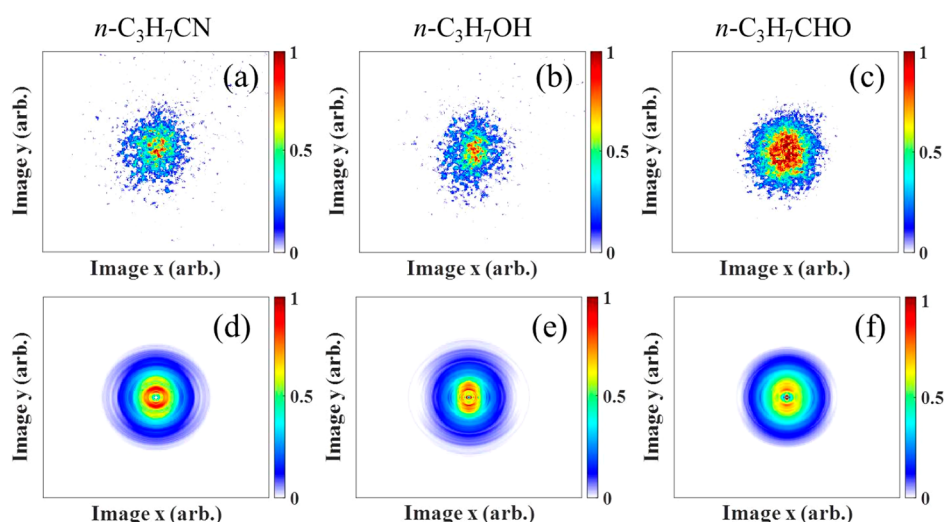 n-C3H7CN n-C3H7OH n-C3H7CHO
(a) (b) (c)
1 1 1
0.5 0.5 0.5
0 0 0
Image y (arb.) Image y (arb.) Image y (arb.)
Image x (arb.) Image x (arb.) Image x (arb.)
(d) (e) (f)
1 1 1
0.5 0.5 0.5
0 0 0
Image y (arb.) Image y (arb.) Image y (arb.)
Image x (arb.) Image x (arb.) Image x (arb.)